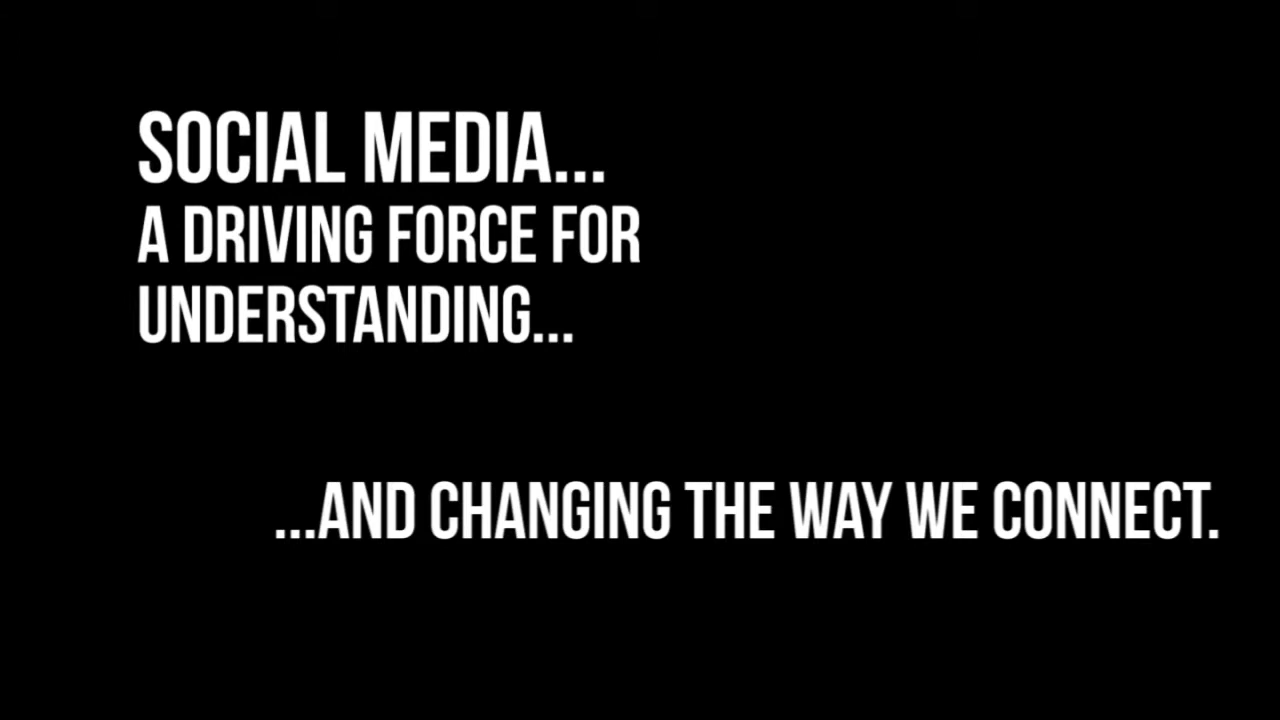 SOCIAL MEDIA...
A DRIVING FORCE FOR
UNDERSTANDING...
...AND CHANGING THE WAY WE CONNECT.